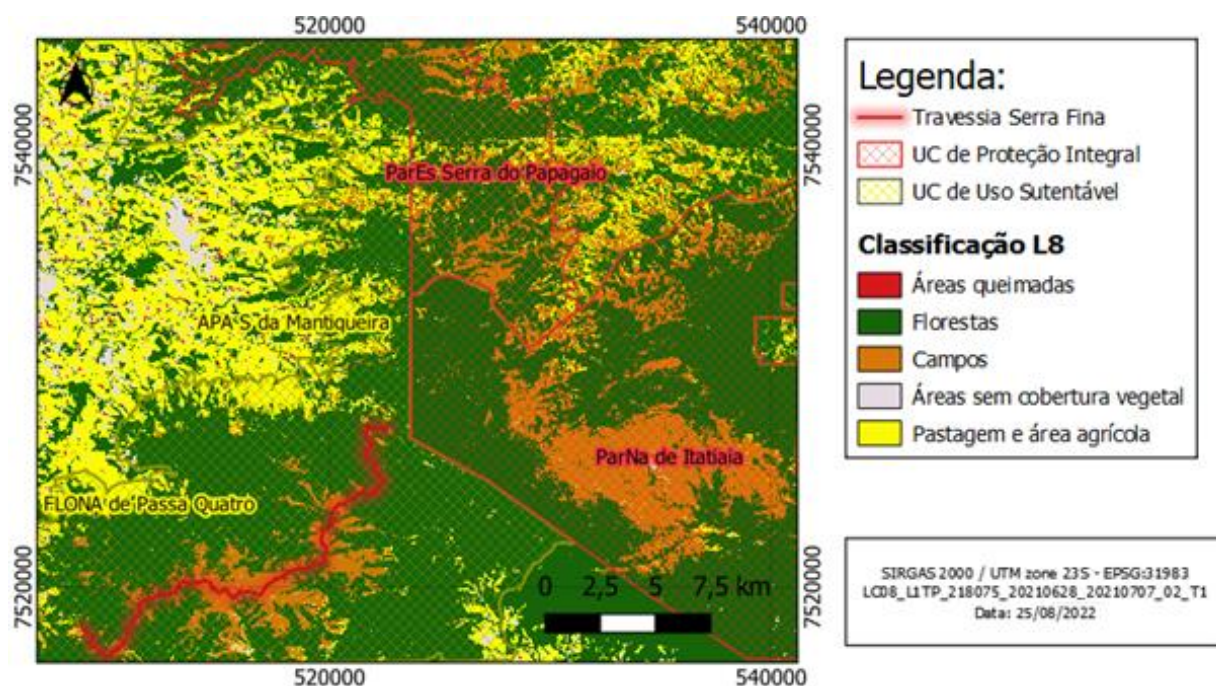 520000
540000
7540000
7540000
ParEs Serra do Papagaio
APA S da Mantiqueira
ParNa de Itatiaia
FLONA de Passa Quatro
0 2,5 5 7,5 km
7520000
7520000
520000
540000
Legenda:
Travessia Serra Fina
UC de Proteção Integral
UC de Uso Sutentável
Classificação L8
Áreas queimadas
Florestas
Campos
Áreas sem cobertura vegetal
Pastagem e área agrícola
SIRGAS 2000 / UTM zone 23S - EPSG:31983
LC08_L1TP_218075_20210628_20210707_02_T1
Data: 25/08/2022